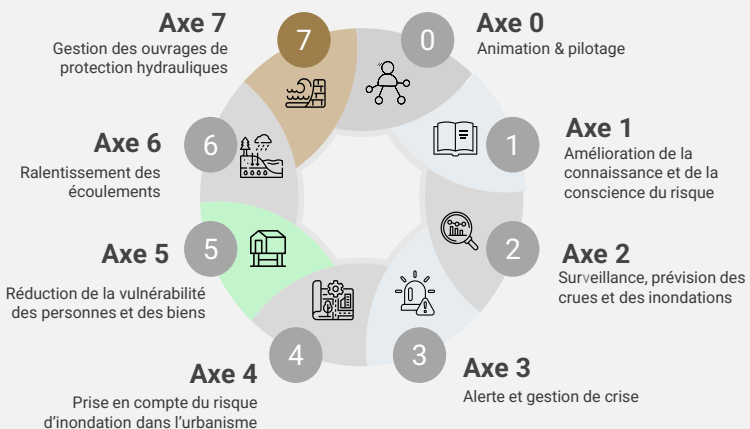 Axe 0
Animation & pilotage
0
Axe 1
Amélioration de la
connaissance et de la
conscience du risque
1
Axe 2
Surveillance, prévision des
crues et des inondations
2
Axe 3
Alerte et gestion de crise
3
Axe 4
Prise en compte du risque
d'inondation dans l'urbanisme
4
Axe 5
Réduction de la vulnérabilité
des personnes et des biens
5
Axe 6
Ralentissement des
écoulements
6
Axe 7
Gestion des ouvrages de
protection hydrauliques
7